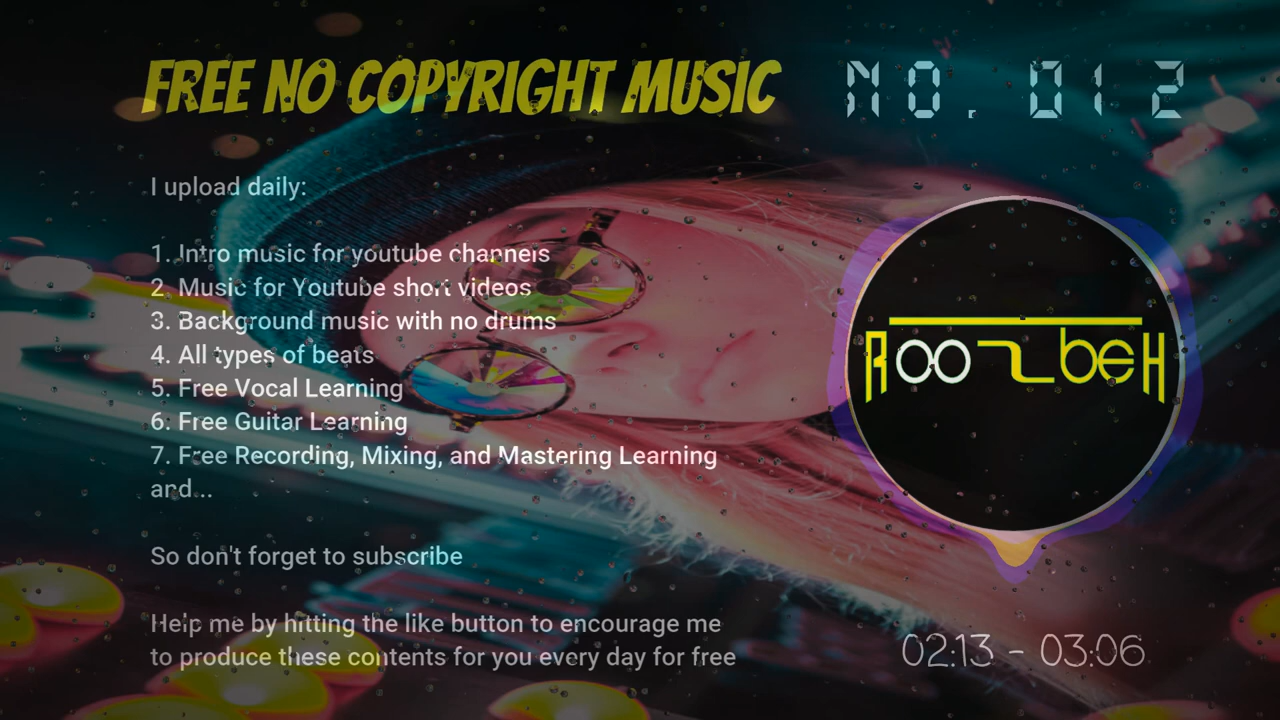 FREE NO COPYRIGHT MUSIC
NO. 012
I upload daily:
1. Intro music for youtube channels
2. Music for Youtube short videos
3. Background music with no drums
4. All types of beats
5. Free Vocal Learning
6: Free Guitar Learning
7. Free Recording, Mixing, and Mastering Learning
and...
So don't forget to subscribe
Help me by hitting the like button to encourage me
to produce these contents for you every day for free
ROOZBEH
02:13 - 03:06